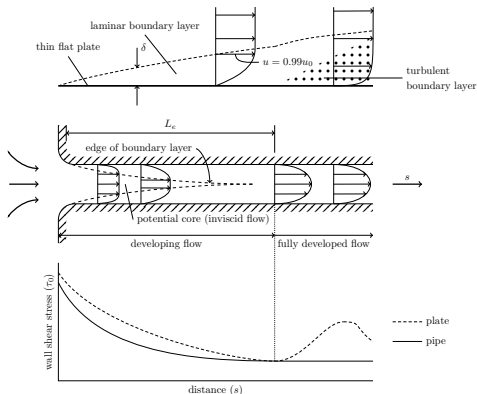 laminar boundary layer
thin flat plate
δ
u = 0.99u₀
turbulent
boundary layer
Lₑ
edge of boundary layer
s
potential core (inviscid flow)
developing flow
fully developed flow
wall shear stress (τ₀)
plate
pipe
distance (s)